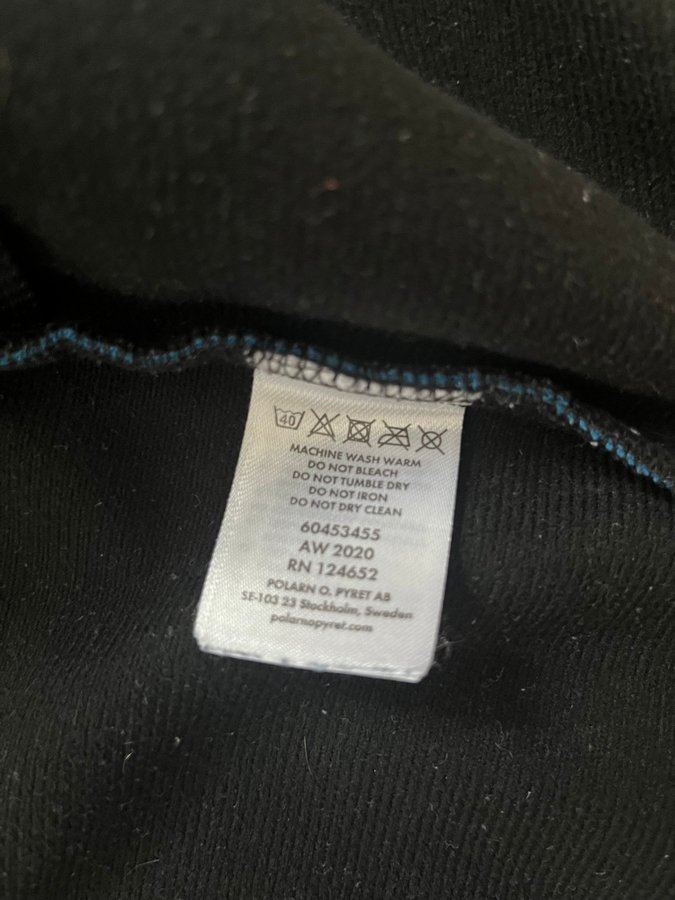 40
MACHINE WASH WARM
DO NOT BLEACH
DO NOT TUMBLE DRY
DO NOT IRON
DO NOT DRY CLEAN
60453455
AW 2020
RN 124652
POLARN O. PYRET AB
SE-103 23 Stockholm, Sweden
polarnopyret.com